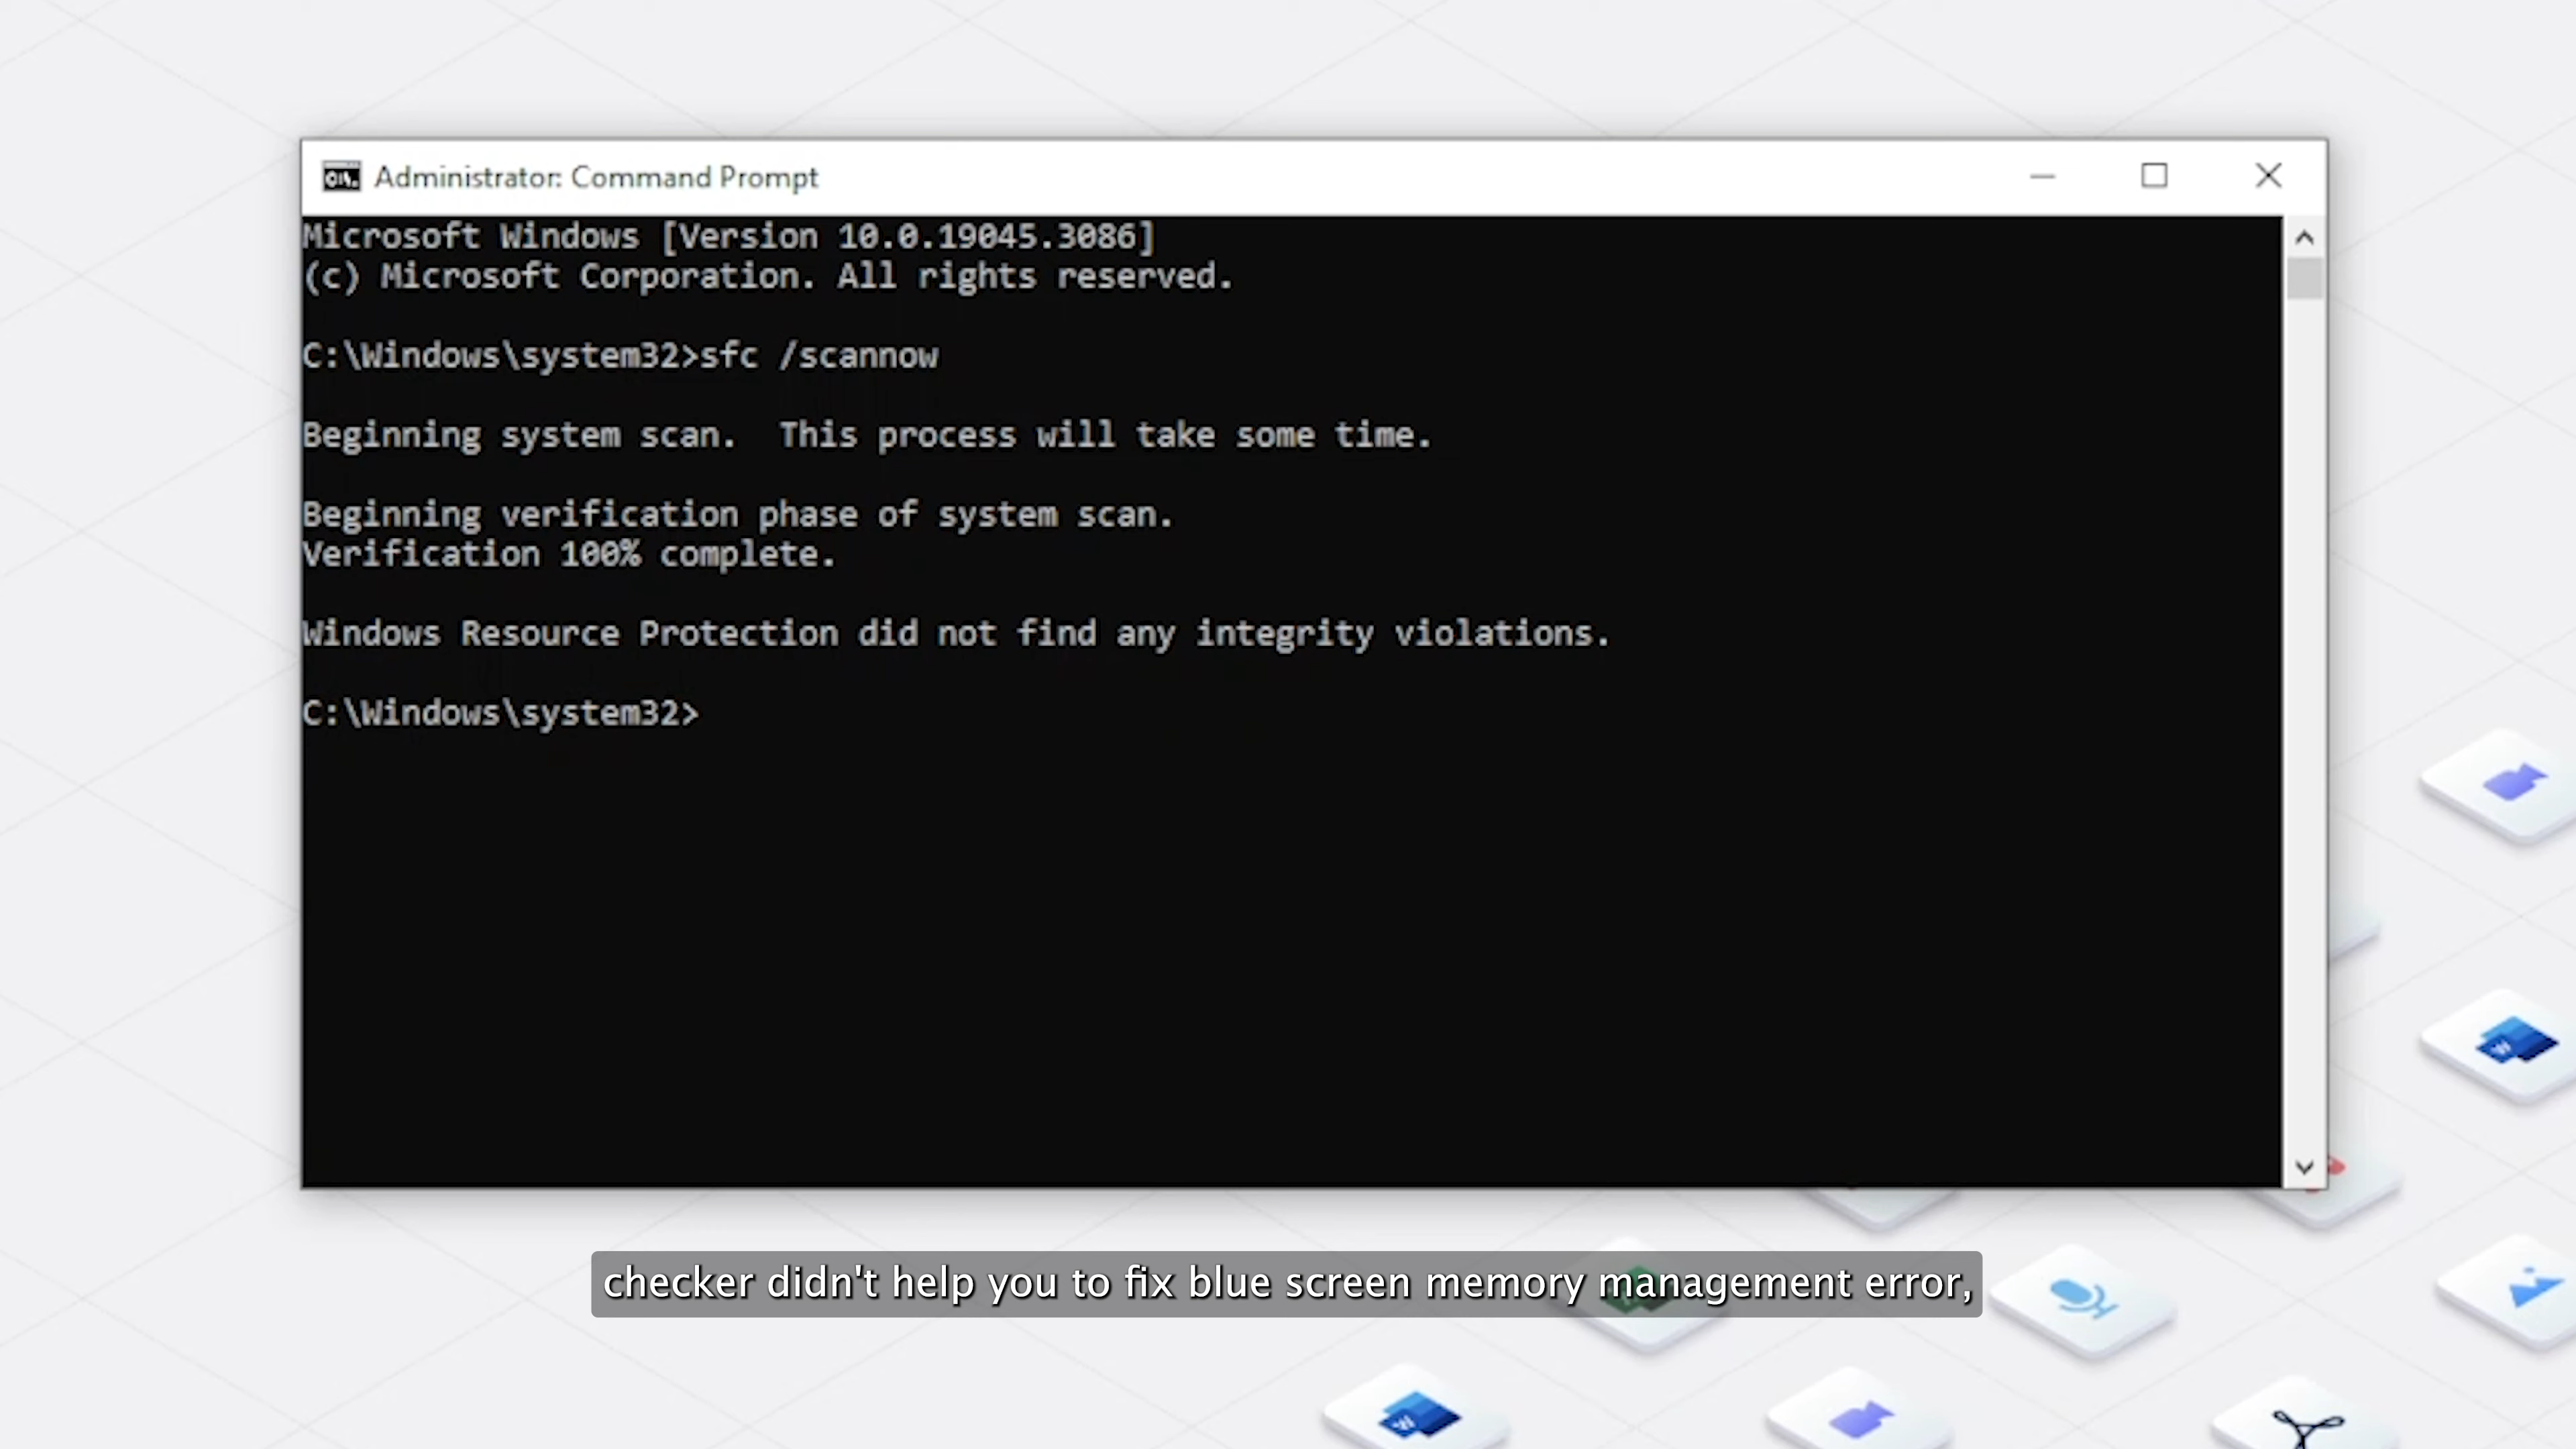 Administrator: Command Prompt
Microsoft Windows [Version 10.0.19045.3086]
(c) Microsoft Corporation. All rights reserved.
C:\Windows\system32>sfc /scannow
Beginning system scan.  This process will take some time.
Beginning verification phase of system scan.
Verification 100% complete.
Windows Resource Protection did not find any integrity violations.
C:\Windows\system32>
checker didn't help you to fix blue screen memory management error,
W
W